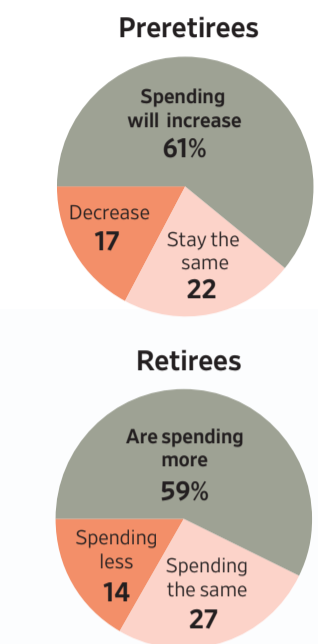 Preretirees
Spending
will increase
61%
Decrease
17
Stay the
same
22
Retirees
Are spending
more
59%
Spending
less
14
Spending
the same
27